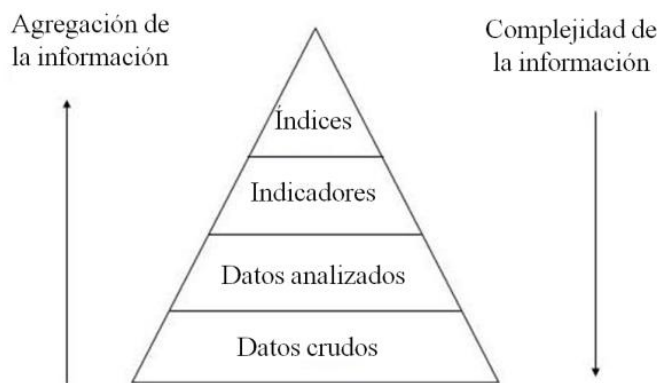 Agregación de
la información
Complejidad de
la información
Índices
Indicadores
Datos analizados
Datos crudos